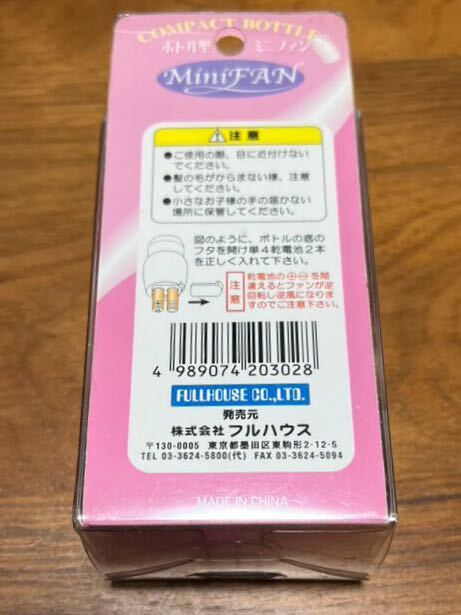 COMPACT BOTTLE
ボトル型 ミニファン
MiniFAN
注意
●ご使用の際、目に近付けないでください。
●髪の毛がからまない様、注意してください。
●小さなお子様の手の届かない場所に保管してください。
図のように、ボトルの底の
フタを開け単4乾電池2本
を正しく入れて下さい。
注意
乾電池の⊕⊖を間
違えるとファンが逆
回転し逆風になりま
すのでご注意下さい。
4 989074 203028
FULLHOUSE CO.,LTD.
発売元
株式会社 フルハウス
〒130-0005 東京都墨田区東駒形2-12-5
TEL 03-3624-5800(代) FAX 03-3624-5094
MADE IN CHINA